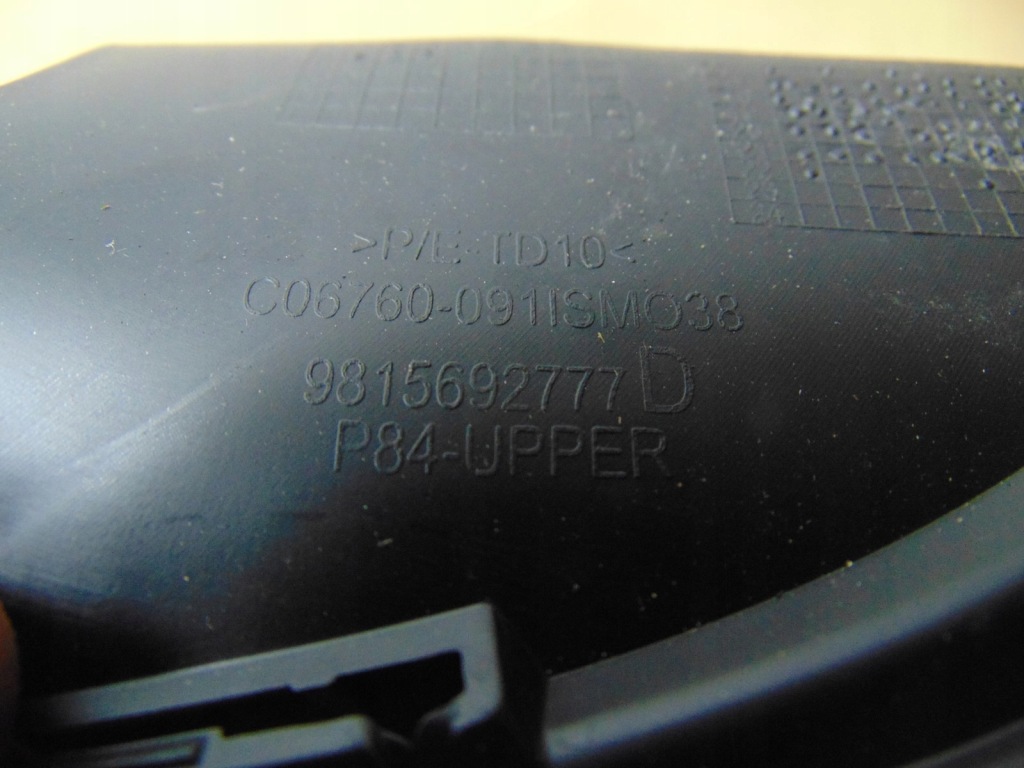 >P/E-TD10<
C06760-091ISMO38
9815692777 D
P84-UPPER